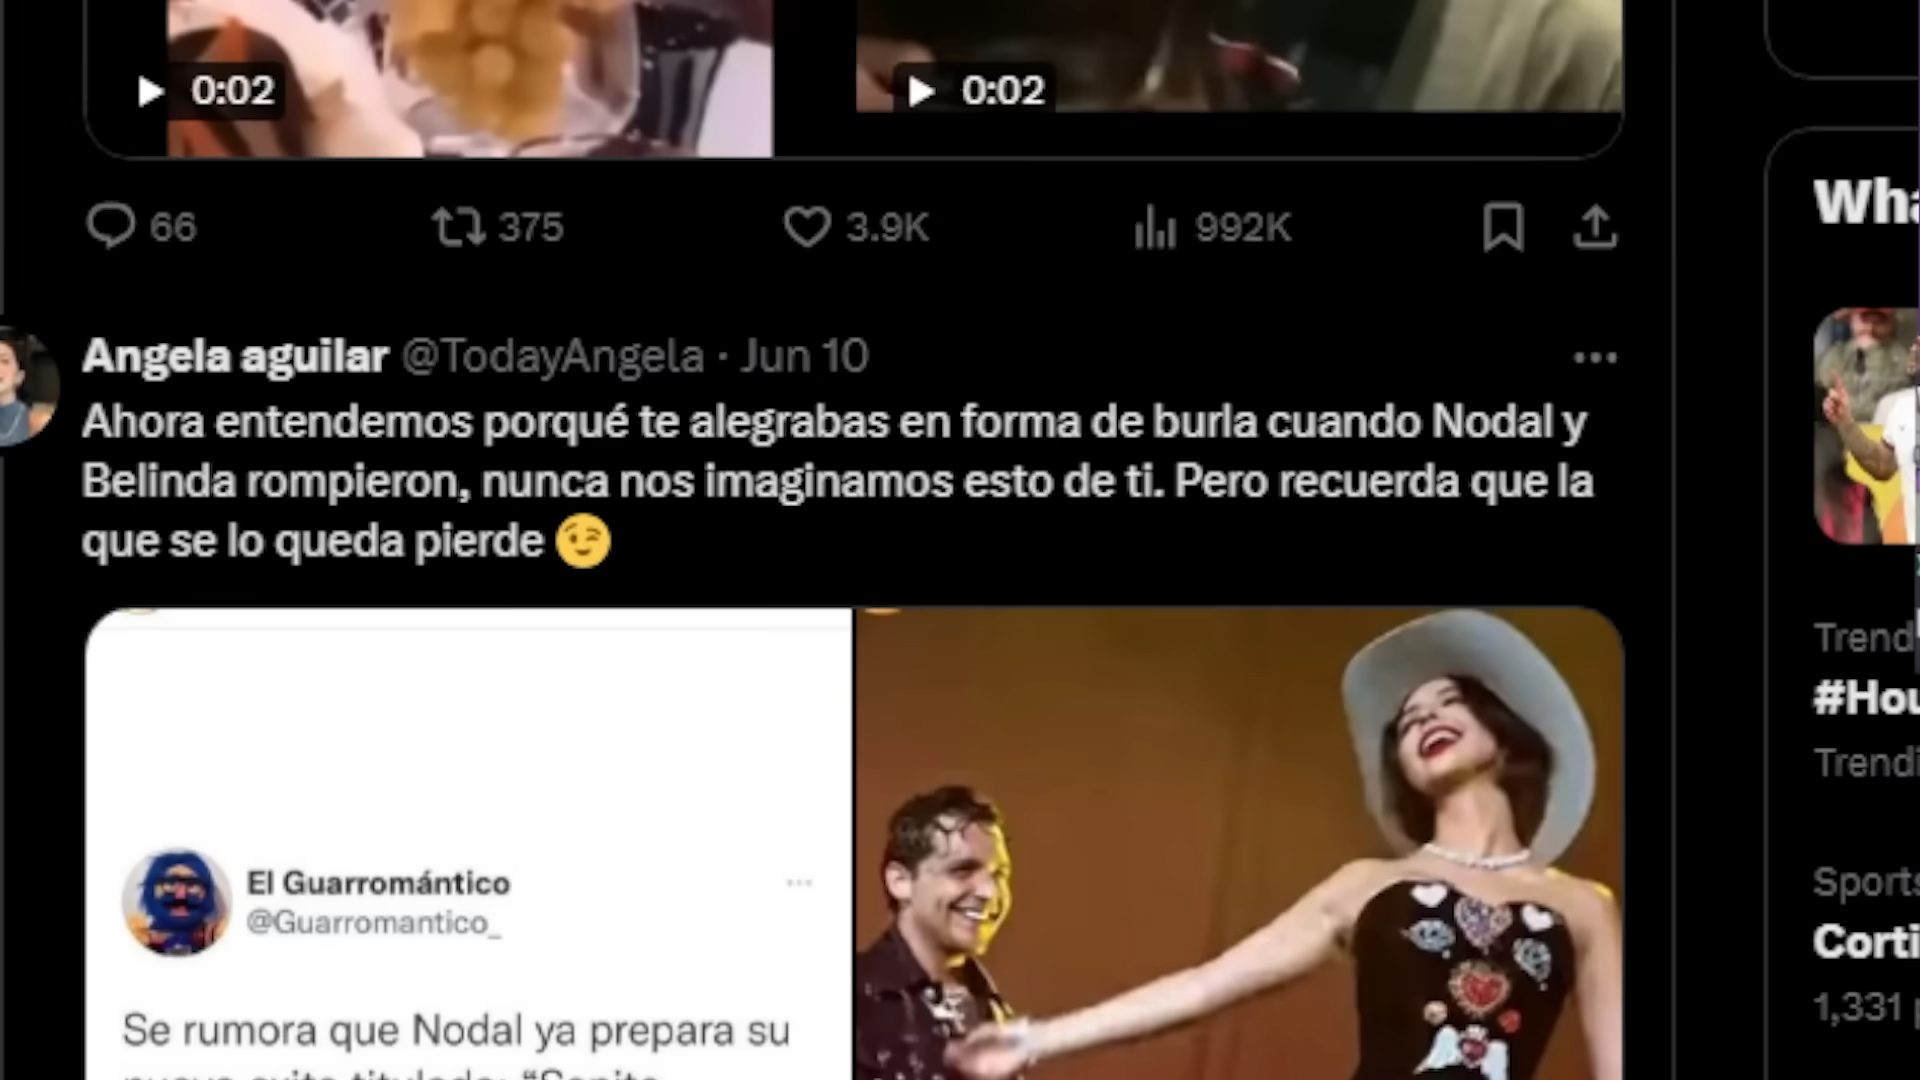 0:02
0:02
66 375 3.9K 992K
Angela aguilar @TodayAngela · Jun 10
Ahora entendemos porqué te alegrabas en forma de burla cuando Nodal y
Belinda rompieron, nunca nos imaginamos esto de ti. Pero recuerda que la
que se lo queda pierde 😉
El Guarromántico
@Guarromantico_
Se rumora que Nodal ya prepara su
Wha
Trend
#Hou
Trendi
Sports
Corti
1,331